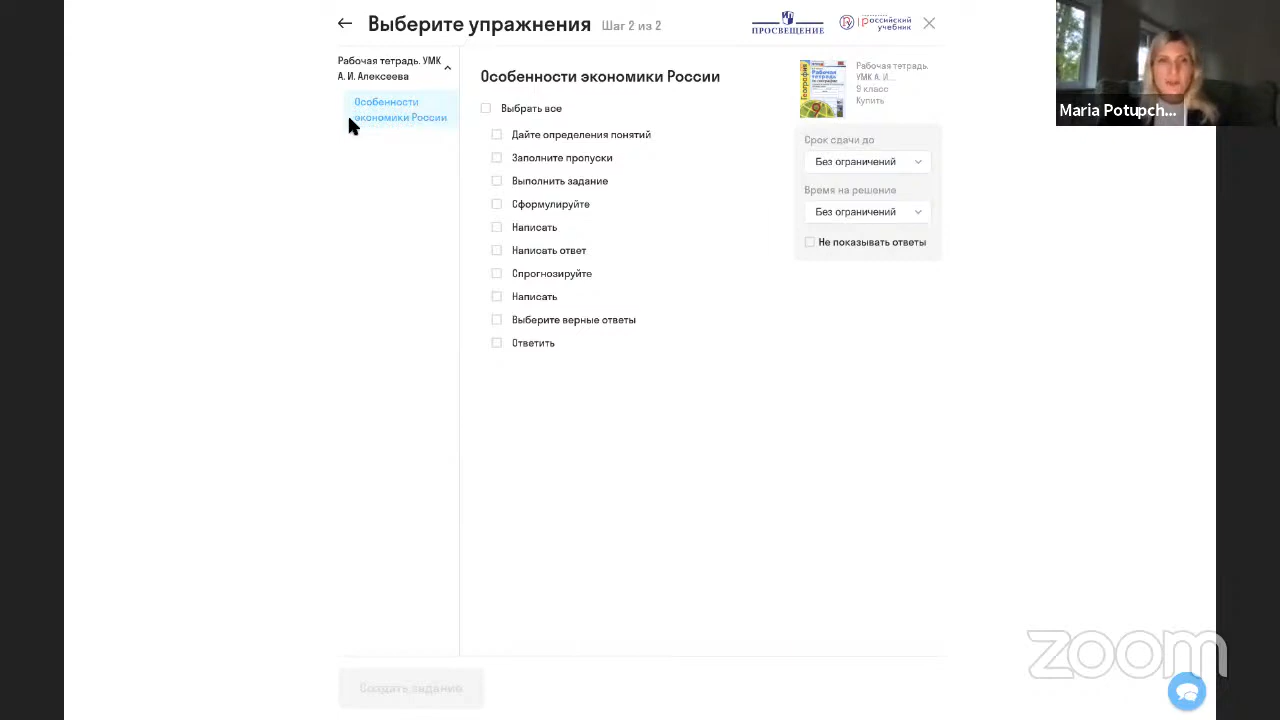 Выберите упражнения Шаг 2 из 2
ПРОСВЕЩЕНИЕ
российский учебник
Рабочая тетрадь. УМК
А. И. Алексеева
Особенности
экономики России
Особенности экономики России
Выбрать все
Дайте определения понятий
Заполните пропуски
Выполнить задание
Сформулируйте
Написать
Написать ответ
Спрогнозируйте
Написать
Выберите верные ответы
Ответить
География
Рабочая тетрадь.
УМК А. И...
9 класс
Купить
Срок сдачи до
Без ограничений
Время на решение
Без ограничений
Не показывать ответы
Создать задание
Maria Potupch...
zoom